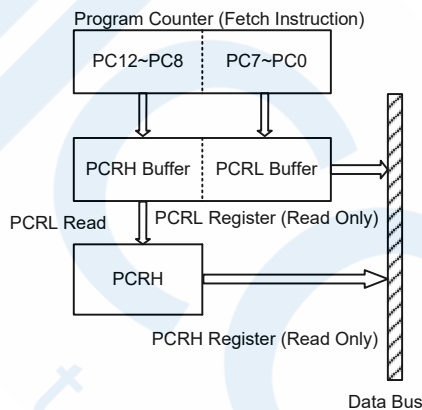 Program Counter (Fetch Instruction)
PC12~PC8
PC7~PC0
PCRH Buffer
PCRL Buffer
PCRL Read
PCRL Register (Read Only)
PCRH
PCRH Register (Read Only)
Data Bus